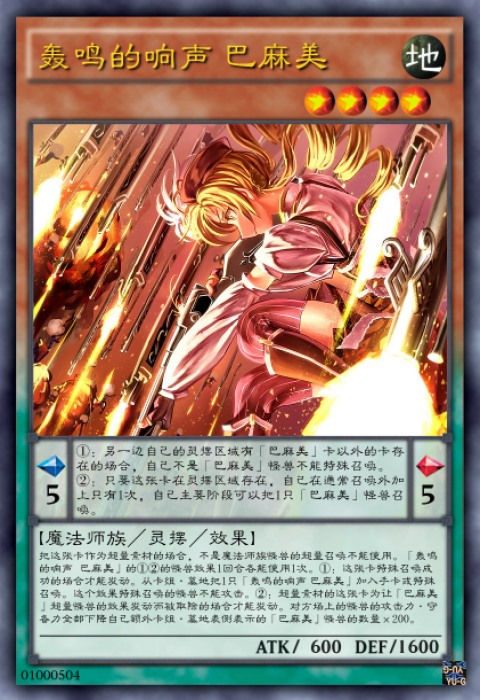 轰鸣的响声 巴麻美
地
①：另一边自己的灵摆区域有「巴麻美」卡以外的卡存
在的场合，自己不是「巴麻美」怪兽不能特殊召唤。
②：只要这张卡在灵摆区域存在，自己在通常召唤外加
上只有1次，自己主要阶段可以把1只「巴麻美」怪兽召
唤。
5
5
【魔法师族／灵摆／效果】
把这张卡作为超量素材的场合，不是魔法师族怪兽的超量召唤不能使用。「轰鸣
的响声 巴麻美」的①②的怪兽效果1回合各能使用1次。①：这张卡特殊召唤成
功的场合才能发动。从卡组·墓地把1只「轰鸣的响声 巴麻美」加入手卡或特殊
召唤。这个效果特殊召唤的怪兽不能攻击。②：超量素材的这张卡为让「巴麻美
」超量怪兽的效果发动而被取除的场合才能发动。对方场上的怪兽的攻击力·守
备力全部下降自己额外卡组·墓地表侧表示的「巴麻美」怪兽的数量×200。
ATK/ 600 DEF/1600
01000504